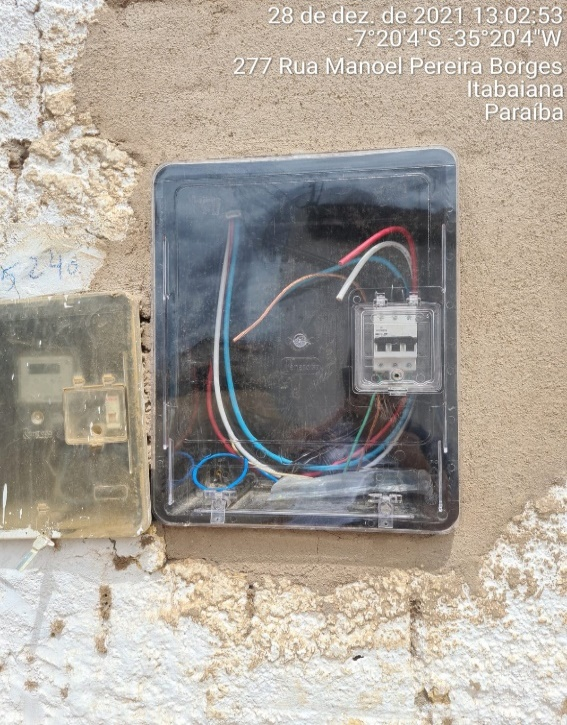 28 de dez. de 2021 13:02:53
-7°20'4"S -35°20'4"W
277 Rua Manoel Pereira Borges
Itabaiana
Paraíba